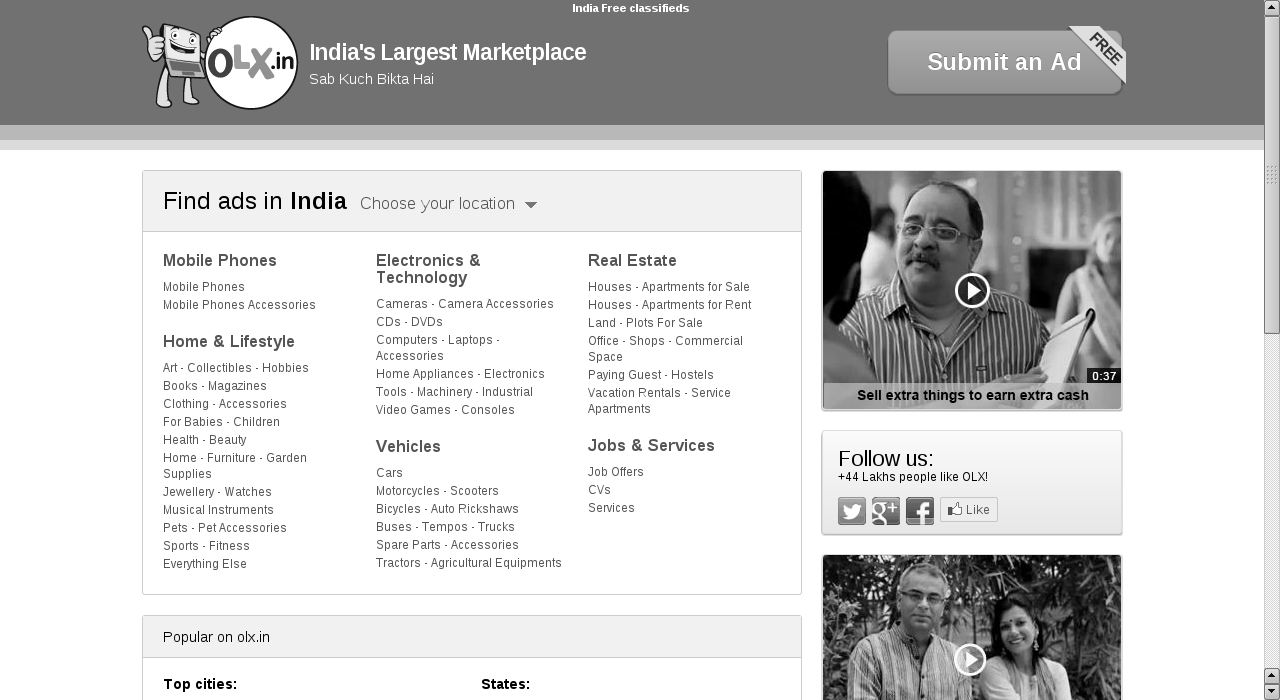 India Free classifieds
OLX.in
India's Largest Marketplace
Sab Kuch Bikta Hai
Submit an Ad
FREE
Find ads in India Choose your location
Mobile Phones
Mobile Phones
Mobile Phones Accessories
Home & Lifestyle
Art - Collectibles - Hobbies
Books - Magazines
Clothing - Accessories
For Babies - Children
Health - Beauty
Home - Furniture - Garden
Supplies
Jewellery - Watches
Musical Instruments
Pets - Pet Accessories
Sports - Fitness
Everything Else
Electronics &
Technology
Cameras - Camera Accessories
CDs - DVDs
Computers - Laptops -
Accessories
Home Appliances - Electronics
Tools - Machinery - Industrial
Video Games - Consoles
Vehicles
Cars
Motorcycles - Scooters
Bicycles - Auto Rickshaws
Buses - Tempos - Trucks
Spare Parts - Accessories
Tractors - Agricultural Equipments
Real Estate
Houses - Apartments for Sale
Houses - Apartments for Rent
Land - Plots For Sale
Office - Shops - Commercial
Space
Paying Guest - Hostels
Vacation Rentals - Service
Apartments
Jobs & Services
Job Offers
CVs
Services
0:37
Sell extra things to earn extra cash
Follow us:
+44 Lakhs people like OLX!
Like
Popular on olx.in
Top cities:
States: